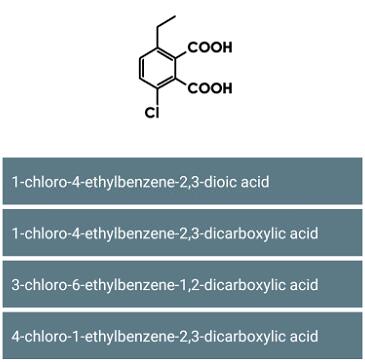 COOH
COOH
Cl
1-chloro-4-ethylbenzene-2,3-dioic acid
1-chloro-4-ethylbenzene-2,3-dicarboxylic acid
3-chloro-6-ethylbenzene-1,2-dicarboxylic acid
4-chloro-1-ethylbenzene-2,3-dicarboxylic acid